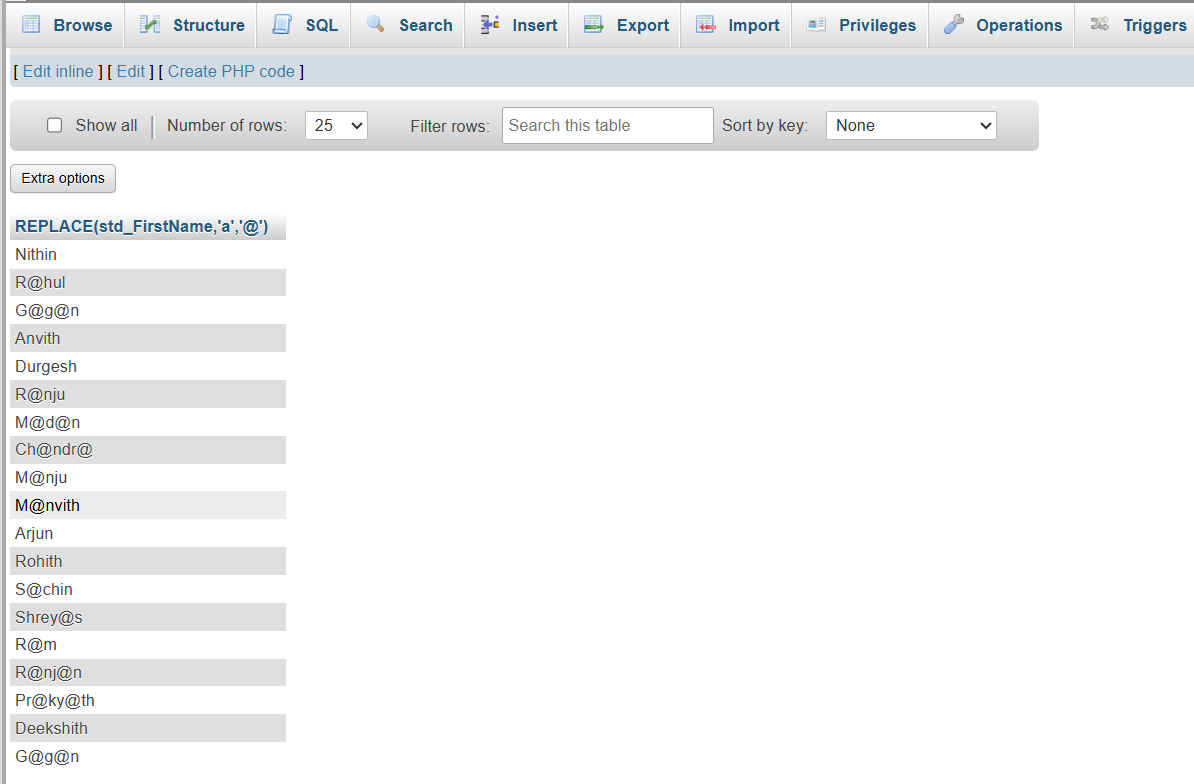 Browse Structure SQL Search Insert Export Import Privileges Operations Triggers
[ Edit inline ] [ Edit ] [ Create PHP code ]
Show all Number of rows: 25 Filter rows: Search this table Sort by key: None
Extra options
REPLACE(std_FirstName,'a','@')
Nithin
R@hul
G@g@n
Anvith
Durgesh
R@nju
M@d@n
Ch@ndr@
M@nju
M@nvith
Arjun
Rohith
S@chin
Shrey@s
R@m
R@nj@n
Pr@ky@th
Deekshith
G@g@n